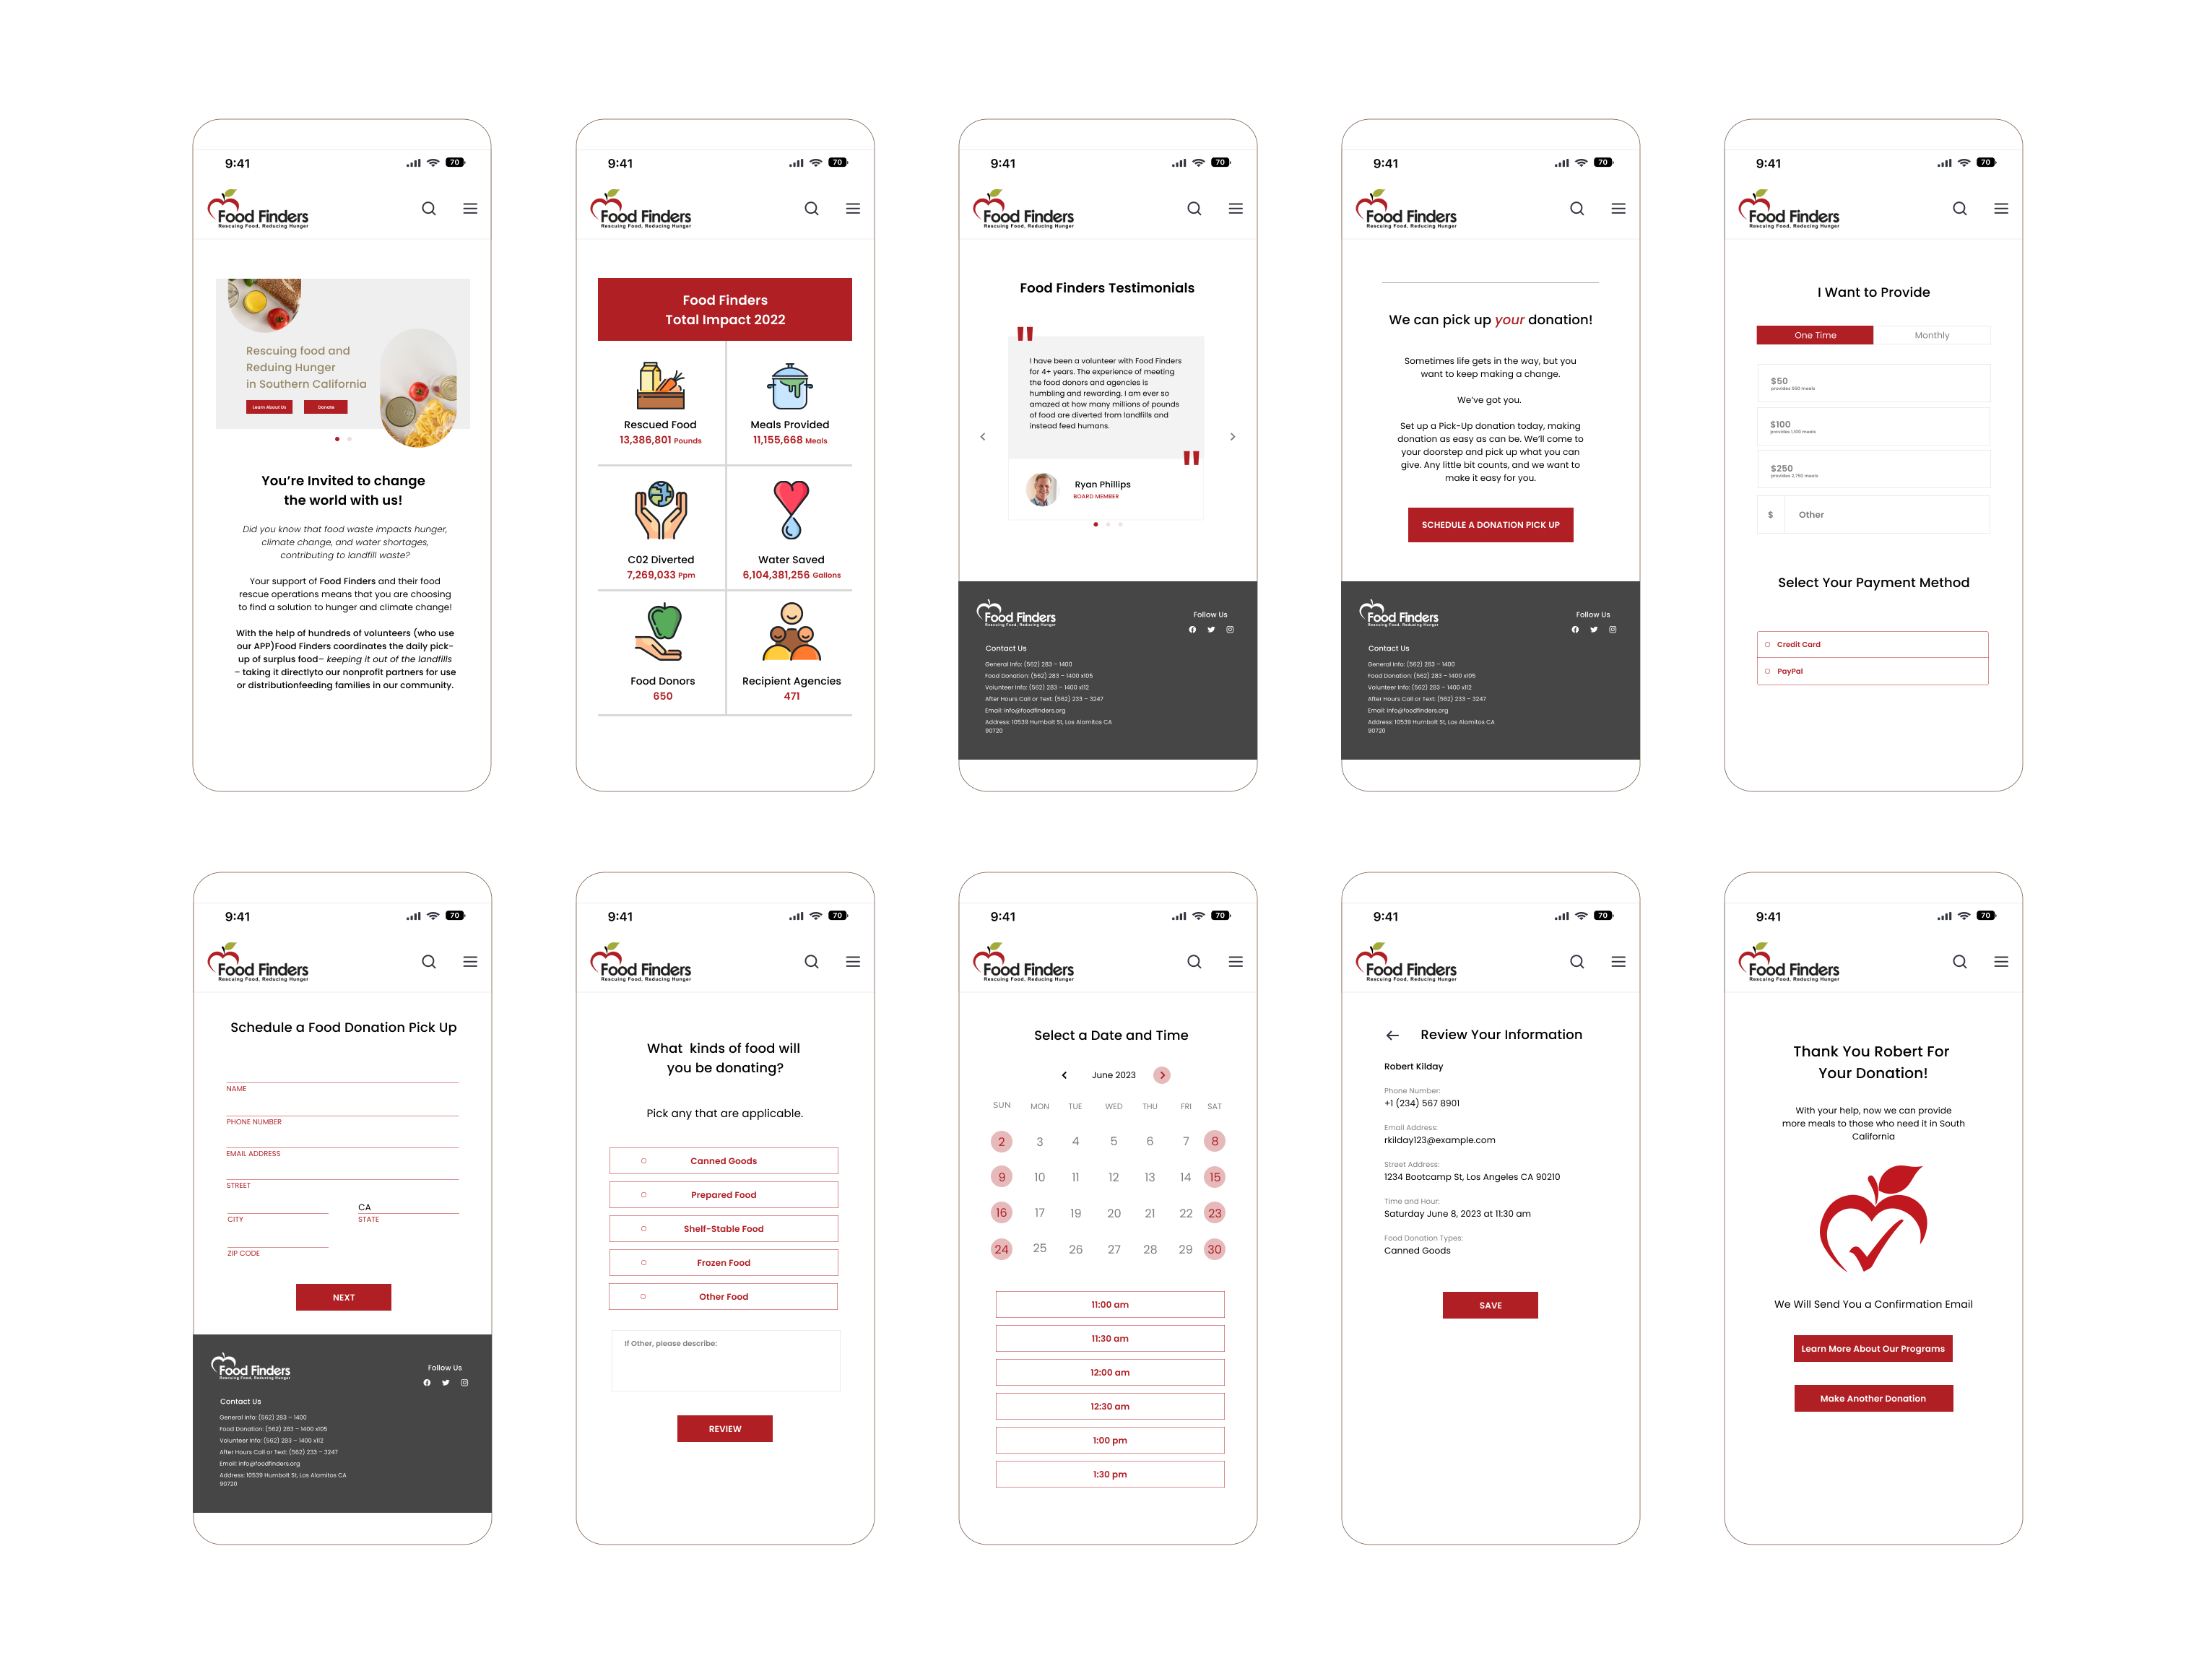 9:41
70
Food Finders
Rescuing Food, Reducing Hunger
Rescuing food and
Reduing Hunger
in Southern California
Learn About Us
Donate
You're Invited to change
the world with us!
Did you know that food waste impacts hunger,
climate change, and water shortages,
contributing to landfill waste?
Your support of Food Finders and their food
rescue operations means that you are choosing
to find a solution to hunger and climate change!
With the help of hundreds of volunteers (who use
our APP)Food Finders coordinates the daily pick-
up of surplus food– keeping it out of the landfills
– taking it directlyto our nonprofit partners for use
or distributionfeeding families in our community.
9:41
70
Food Finders
Rescuing Food, Reducing Hunger
Food Finders
Total Impact 2022
Rescued Food
13,386,801 Pounds
Meals Provided
11,155,668 Meals
C02 Diverted
7,269,033 Ppm
Water Saved
6,104,381,256 Gallons
Food Donors
650
Recipient Agencies
471
9:41
70
Food Finders
Rescuing Food, Reducing Hunger
Food Finders Testimonials
"
I have been a volunteer with Food Finders
for 4+ years. The experience of meeting
the food donors and agencies is
humbling and rewarding. I am ever so
amazed at how many millions of pounds
of food are diverted from landfills and
instead feed humans.
"
Ryan Phillips
BOARD MEMBER
Food Finders
Rescuing Food, Reducing Hunger
Follow Us
Contact Us
General Info: (562) 283 – 1400
Food Donation: (562) 283 – 1400 x105
Volunteer Info: (562) 283 – 1400 x112
After Hours Call or Text: (562) 233 – 3247
Email: info@foodfinders.org
Address: 10539 Humbolt St, Los Alamitos CA
90720
9:41
70
Food Finders
Rescuing Food, Reducing Hunger
We can pick up your donation!
Sometimes life gets in the way, but you
want to keep making a change.
We've got you.
Set up a Pick-Up donation today, making
donation as easy as can be. We'll come to
your doorstep and pick up what you can
give. Any little bit counts, and we want to
make it easy for you.
SCHEDULE A DONATION PICK UP
Food Finders
Rescuing Food, Reducing Hunger
Follow Us
Contact Us
General Info: (562) 283 – 1400
Food Donation: (562) 283 – 1400 x105
Volunteer Info: (562) 283 – 1400 x112
After Hours Call or Text: (562) 233 – 3247
Email: info@foodfinders.org
Address: 10539 Humbolt St, Los Alamitos CA
90720
9:41
70
Food Finders
Rescuing Food, Reducing Hunger
I Want to Provide
One Time
Monthly
$50
provides 550 meals
$100
provides 1,100 meals
$250
provides 2,750 meals
$
Other
Select Your Payment Method
Credit Card
PayPal
9:41
70
Food Finders
Rescuing Food, Reducing Hunger
Schedule a Food Donation Pick Up
NAME
PHONE NUMBER
EMAIL ADDRESS
STREET
CA
CITY
STATE
ZIP CODE
NEXT
Food Finders
Rescuing Food, Reducing Hunger
Follow Us
Contact Us
General Info: (562) 283 – 1400
Food Donation: (562) 283 – 1400 x105
Volunteer Info: (562) 283 – 1400 x112
After Hours Call or Text: (562) 233 – 3247
Email: info@foodfinders.org
Address: 10539 Humbolt St, Los Alamitos CA
90720
9:41
70
Food Finders
Rescuing Food, Reducing Hunger
What kinds of food will
you be donating?
Pick any that are applicable.
Canned Goods
Prepared Food
Shelf-Stable Food
Frozen Food
Other Food
If Other, please describe:
REVIEW
9:41
70
Food Finders
Rescuing Food, Reducing Hunger
Select a Date and Time
June 2023
SUN MON TUE WED THU FRI SAT
2 3 4 5 6 7 8
9 10 11 12 13 14 15
16 17 19 20 21 22 23
24 25 26 27 28 29 30
11:00 am
11:30 am
12:00 am
12:30 am
1:00 pm
1:30 pm
9:41
70
Food Finders
Rescuing Food, Reducing Hunger
Review Your Information
Robert Kilday
Phone Number:
+1 (234) 567 8901
Email Address:
rkilday123@example.com
Street Address:
1234 Bootcamp St, Los Angeles CA 90210
Time and Hour:
Saturday June 8, 2023 at 11:30 am
Food Donation Types:
Canned Goods
SAVE
9:41
70
Food Finders
Rescuing Food, Reducing Hunger
Thank You Robert For
Your Donation!
With your help, now we can provide
more meals to those who need it in South
California
We Will Send You a Confirmation Email
Learn More About Our Programs
Make Another Donation